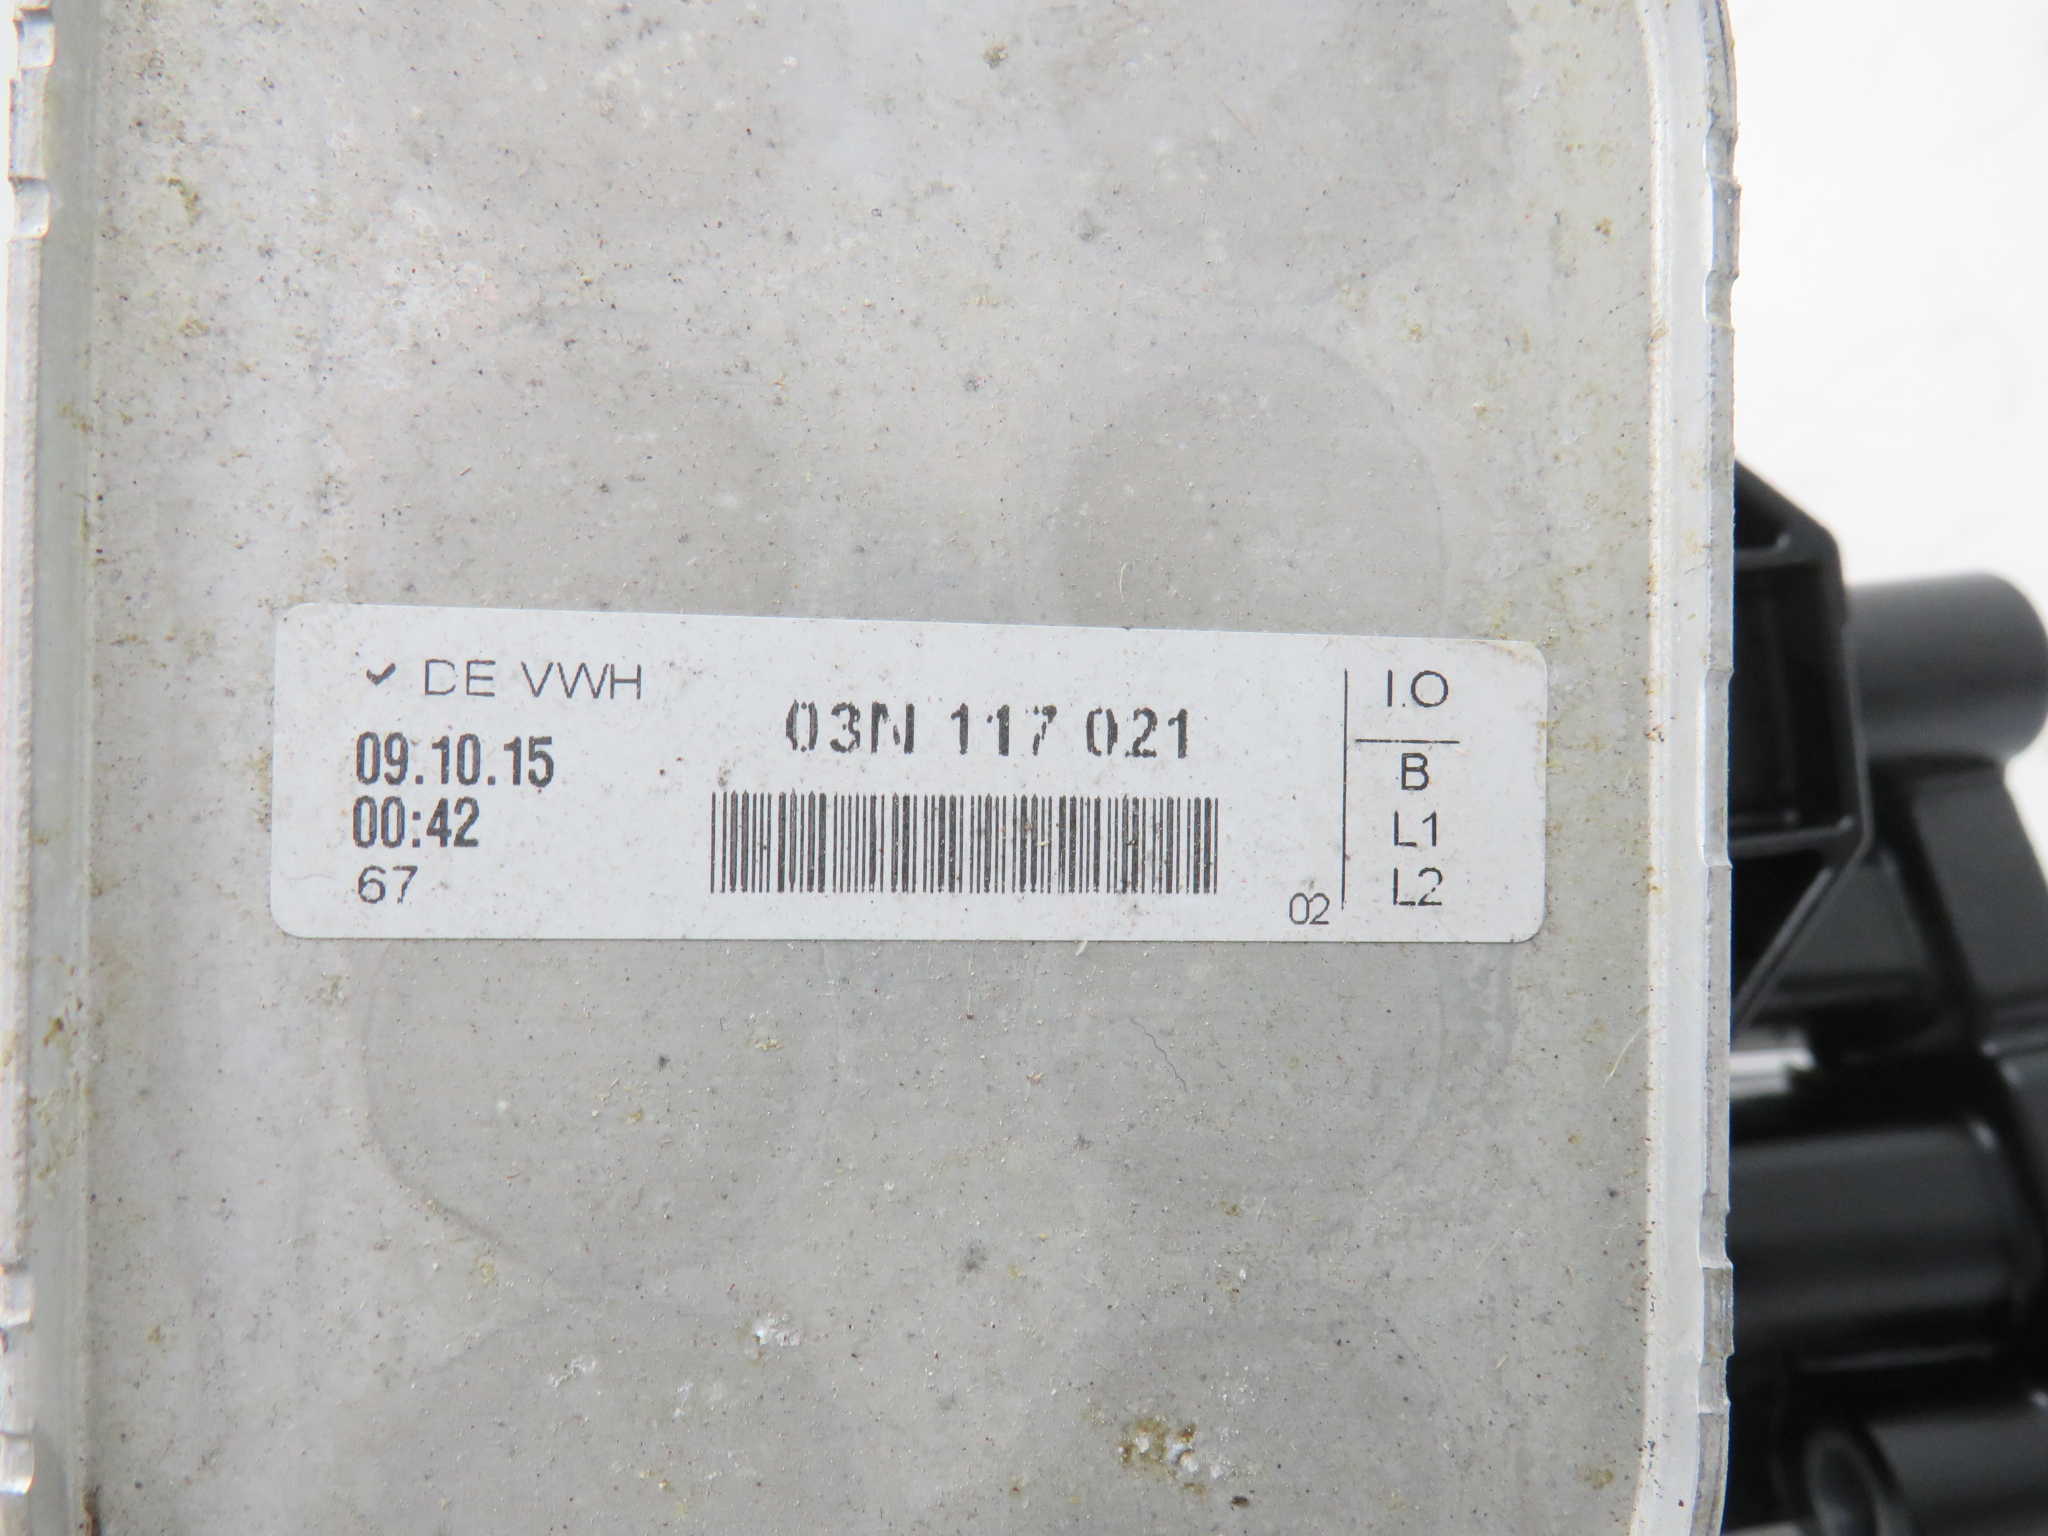 ✓ DE VWH
09.10.15
00:42
67
03N 117 021
02
I.O
B
L1
L2